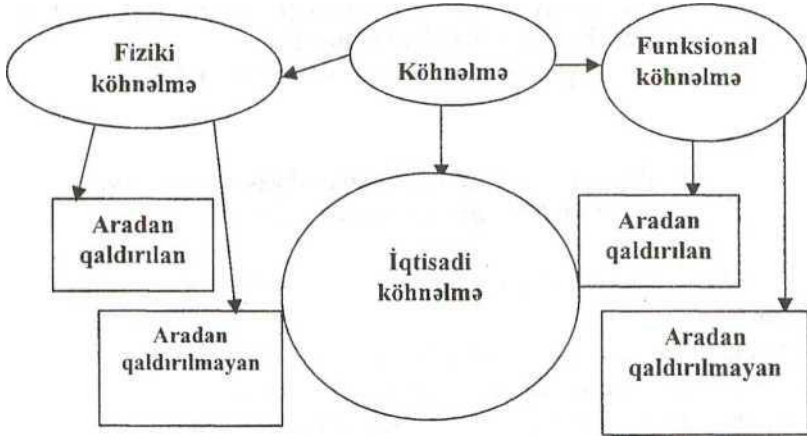 Fiziki
köhnəlmə
Köhnəlmə
Funksional
köhnəlmə
Aradan
qaldırılan
İqtisadi
köhnəlmə
Aradan
qaldırılan
Aradan
qaldırılmayan
Aradan
qaldırılmayan